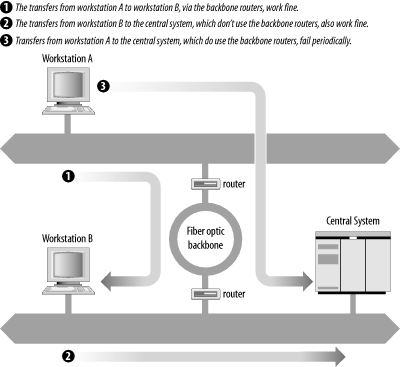 1 The transfers from workstation A to workstation B, via the backbone routers, work fine.
2 The transfers from workstation B to the central system, which don't use the backbone routers, also work fine.
3 Transfers from workstation A to the central system, which do use the backbone routers, fail periodically.
Workstation A
3
1
router
Fiber optic
backbone
Central System
Workstation B
router
2